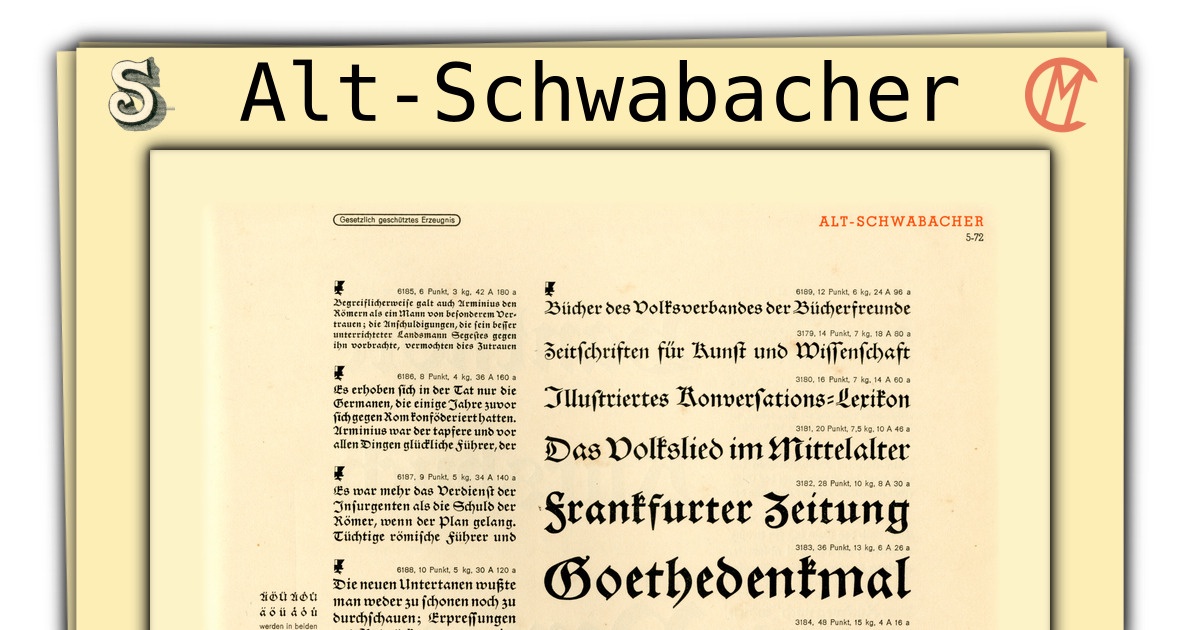 Alt-Schwabacher
Gesetzlich geschütztes Erzeugnis
ALT-SCHWABACHER
5-72
6185, 6 Punkt, 3 kg, 42 A 180 a
Begreiflicherweise galt auch Arminius den
Römern als ein Mann von besonderem Ver-
trauen; die Anschuldigungen, die sein besser
unterrichteter Landsmann Segestes gegen
ihn vorbrachte, vermochten dies Zutrauen
6186, 8 Punkt, 4 kg, 36 A 160 a
Es erhoben sich in der Tat nur die
Germanen, die einige Jahre zuvor
sich gegen Rom konföderiert hatten.
Arminius war der tapfere und vor
allen Dingen glückliche Führer, der
6187, 9 Punkt, 5 kg, 34 A 140 a
Es war mehr das Verdienst der
Insurgenten als die Schuld der
Römer, wenn der Plan gelang.
Tüchtige römische Führer und
6188, 10 Punkt, 5 kg, 30 A 120 a
Die neuen Untertanen wußte
man weder zu schonen noch zu
durchschauen; Erpressungen
ä ö ü
werden in beiden
6189, 12 Punkt, 6 kg, 24 A 96 a
Bücher des Volksverbandes der Bücherfreunde
3179, 14 Punkt, 7 kg, 18 A 80 a
Zeitschriften für Kunst und Wissenschaft
3180, 16 Punkt, 7 kg, 14 A 60 a
Illustriertes Konversations-Lexikon
3181, 20 Punkt, 7,5 kg, 10 A 46 a
Das Volkslied im Mittelalter
3182, 28 Punkt, 10 kg, 8 A 30 a
Frankfurter Zeitung
3183, 36 Punkt, 13 kg, 6 A 26 a
Goethedenkmal
3184, 48 Punkt, 15 kg, 4 A 16 a